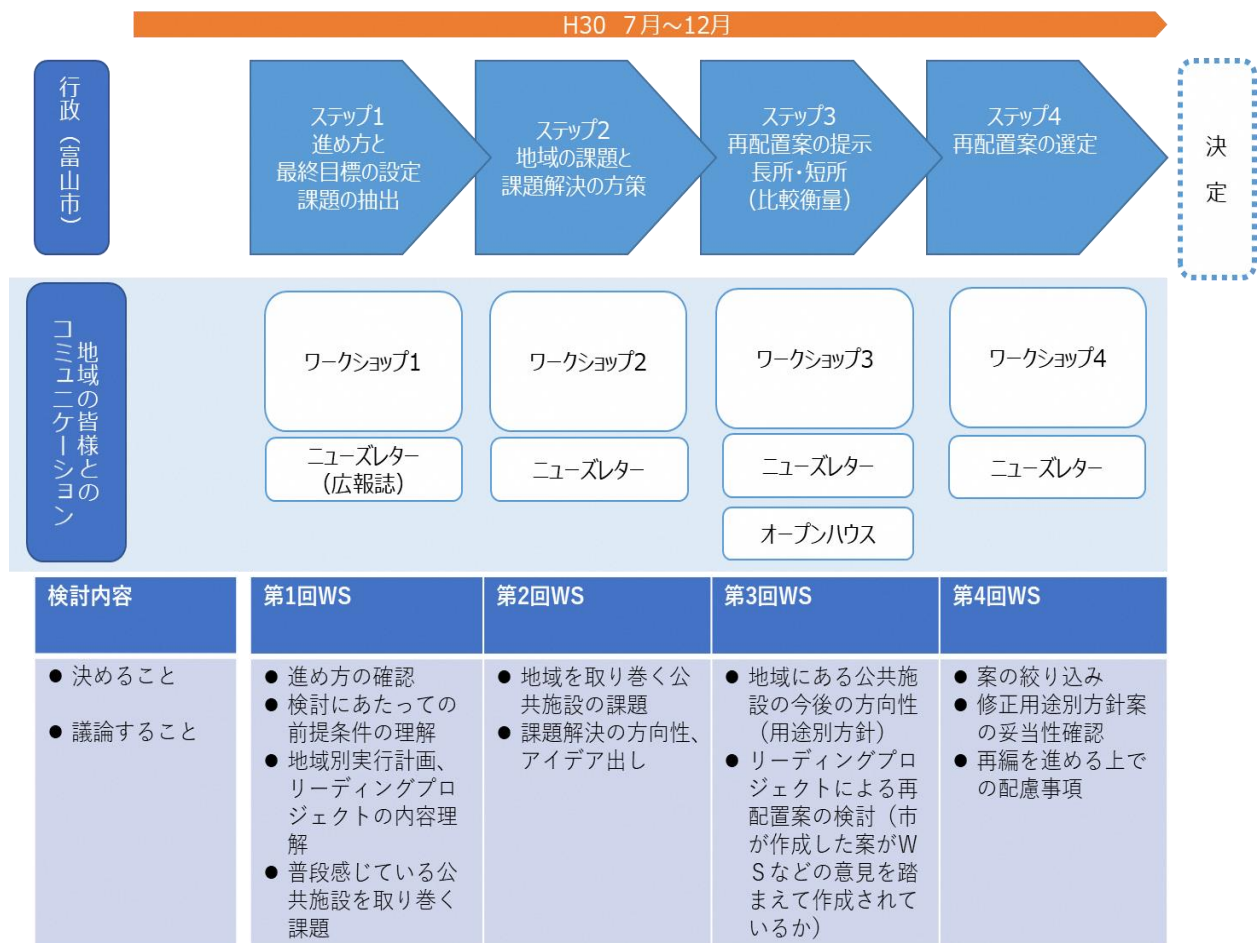 H30 7月～12月
行政（富山市）
ステップ1
進め方と
最終目標の設定
課題の抽出
ステップ2
地域の課題と
課題解決の方策
ステップ3
再配置案の提示
長所・短所
（比較衡量）
ステップ4
再配置案の選定
決定
地域の皆様との
コミュニケーション
ワークショップ1
ニューズレター
（広報誌）
ワークショップ2
ニューズレター
ワークショップ3
ニューズレター
オープンハウス
ワークショップ4
ニューズレター
検討内容
● 決めること
● 議論すること
第1回WS
● 進め方の確認
● 検討にあたっての
前提条件の理解
● 地域別実行計画、
リーディングプロ
ジェクトの内容理
解
● 普段感じている公
共施設を取り巻く
課題
第2回WS
● 地域を取り巻く公
共施設の課題
● 課題解決の方向性、
アイデア出し
第3回WS
● 地域にある公共施
設の今後の方向性
（用途別方針）
● リーディングプロ
ジェクトによる再
配置案の検討（市
が作成した案がＷ
Ｓなどの意見を踏
まえて作成されて
いるか）
第4回WS
● 案の絞り込み
● 修正用途別方針案
の妥当性確認
● 再編を進める上で
の配慮事項